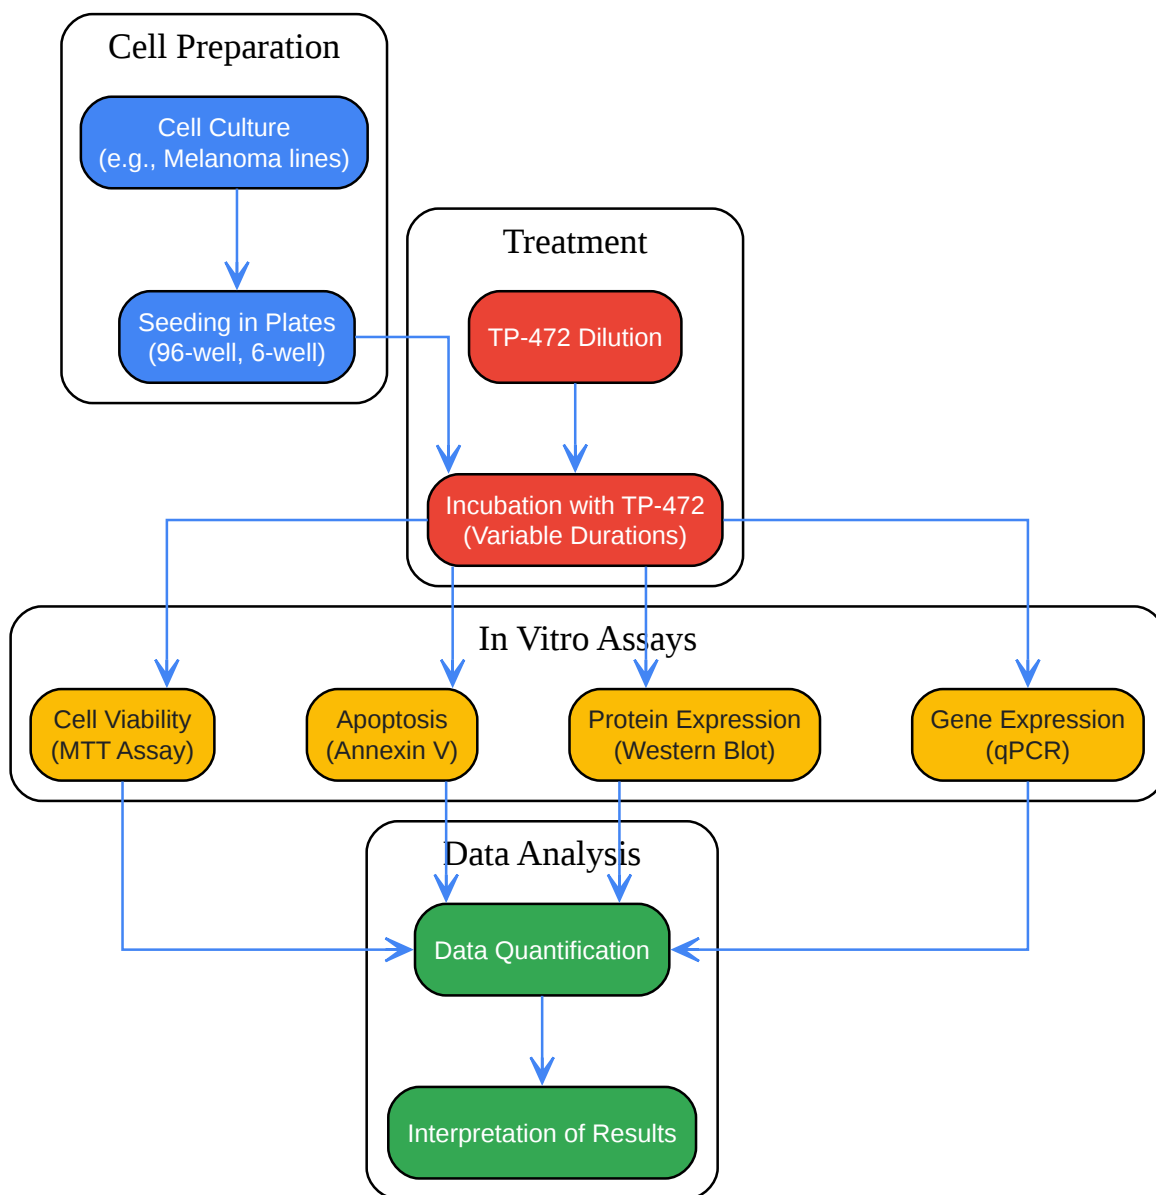 Cell Preparation
Cell Culture
(e.g., Melanoma lines)
Seeding in Plates
(96-well, 6-well)
Treatment
TP-472 Dilution
Incubation with TP-472
(Variable Durations)
In Vitro Assays
Cell Viability
(MTT Assay)
Apoptosis
(Annexin V)
Protein Expression
(Western Blot)
Gene Expression
(qPCR)
Data Analysis
Data Quantification
Interpretation of Results